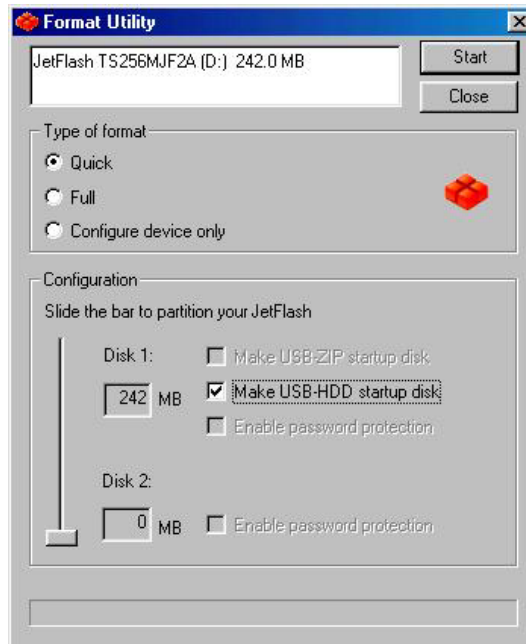 Format Utility
JetFlash TS256MJF2A (D:) 242.0 MB
Start
Close
Type of format
Quick
Full
Configure device only
Configuration
Slide the bar to partition your JetFlash
Disk 1:
Make USB-ZIP startup disk
242 MB
Make USB-HDD startup disk
Enable password protection
Disk 2:
0 MB
Enable password protection